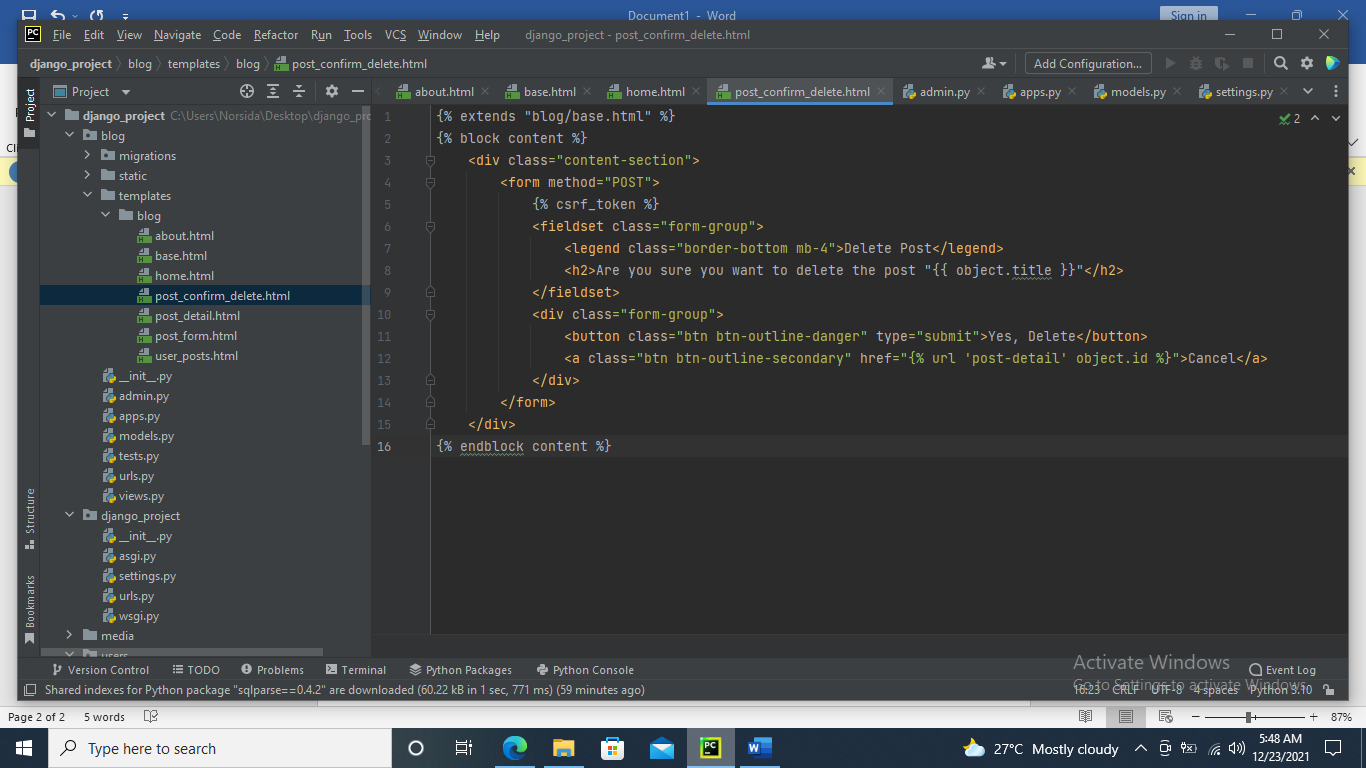 Document1 - Word
Sign in
File Edit View Navigate Code Refactor Run Tools VCS Window Help django_project - post_confirm_delete.html
django_project blog templates blog post_confirm_delete.html
Add Configuration...
Project
Project
about.html base.html home.html post_confirm_delete.html admin.py apps.py models.py settings.py
django_project C:\Users\Norsida\Desktop\django_pro
blog
migrations
static
templates
blog
about.html
base.html
home.html
post_confirm_delete.html
post_detail.html
post_form.html
user_posts.html
__init__.py
admin.py
apps.py
models.py
tests.py
urls.py
views.py
django_project
__init__.py
asgi.py
settings.py
urls.py
wsgi.py
media
users
Structure
Bookmarks
2
1 {% extends "blog/base.html" %}
2 {% block content %}
3 <div class="content-section">
4 <form method="POST">
5 {% csrf_token %}
6 <fieldset class="form-group">
7 <legend class="border-bottom mb-4">Delete Post</legend>
8 <h2>Are you sure you want to delete the post "{{ object.title }}"</h2>
9 </fieldset>
10 <div class="form-group">
11 <button class="btn btn-outline-danger" type="submit">Yes, Delete</button>
12 <a class="btn btn-outline-secondary" href="{% url 'post-detail' object.id %}">Cancel</a>
13 </div>
14 </form>
15 </div>
16 {% endblock content %}
Version Control TODO Problems Terminal Python Packages Python Console Event Log
Activate Windows
Go to Settings to activate Windows.
Shared indexes for Python package "sqlparse==0.4.2" are downloaded (60.22 kB in 1 sec, 771 ms) (59 minutes ago)
16:23 CRLF UTF-8 4 spaces Python 3.10
Page 2 of 2 5 words 87%
Type here to search
27°C Mostly cloudy
5:48 AM
12/23/2021